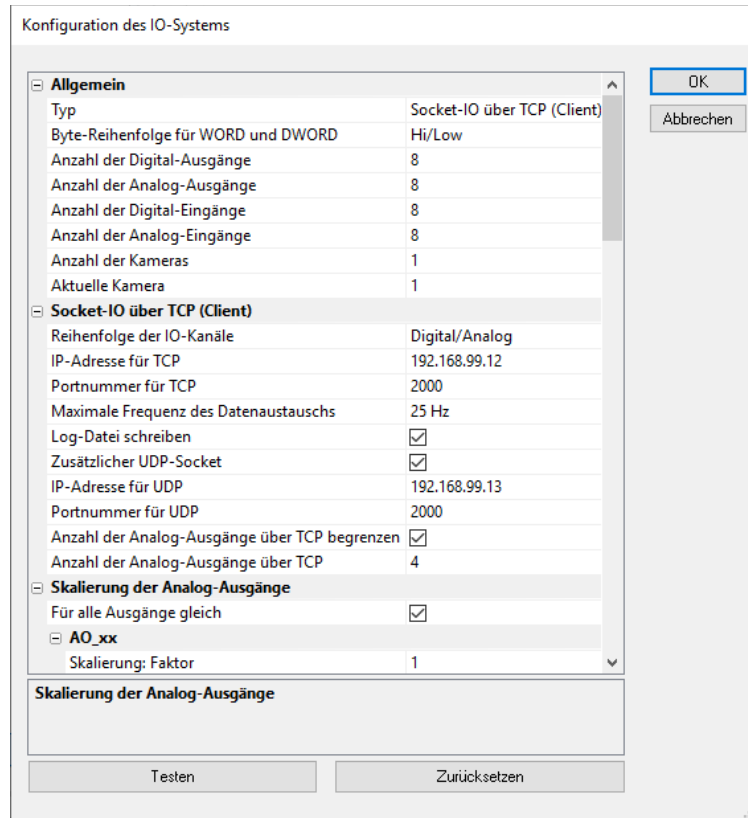 Konfiguration des IO-Systems
Allgemein
Typ Socket-IO über TCP (Client)
Byte-Reihenfolge für WORD und DWORD Hi/Low
Anzahl der Digital-Ausgänge 8
Anzahl der Analog-Ausgänge 8
Anzahl der Digital-Eingänge 8
Anzahl der Analog-Eingänge 8
Anzahl der Kameras 1
Aktuelle Kamera 1
Socket-IO über TCP (Client)
Reihenfolge der IO-Kanäle Digital/Analog
IP-Adresse für TCP 192.168.99.12
Portnummer für TCP 2000
Maximale Frequenz des Datenaustauschs 25 Hz
Log-Datei schreiben
Zusätzlicher UDP-Socket
IP-Adresse für UDP 192.168.99.13
Portnummer für UDP 2000
Anzahl der Analog-Ausgänge über TCP begrenzen
Anzahl der Analog-Ausgänge über TCP 4
Skalierung der Analog-Ausgänge
Für alle Ausgänge gleich
AO_xx
Skalierung: Faktor 1
Skalierung der Analog-Ausgänge
Testen Zurücksetzen
OK
Abbrechen